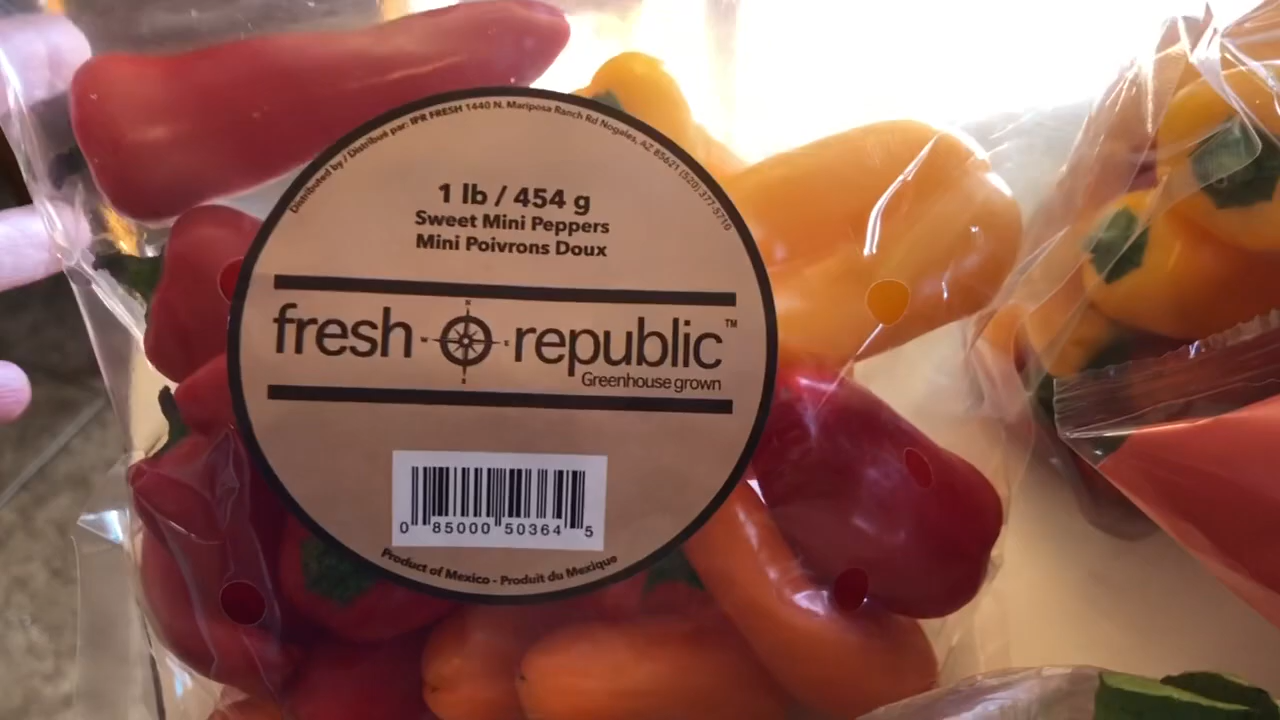 Distributed by / Distribué par: IPR FRESH 1440 N. Mariposa Ranch Rd Nogales, AZ 85621 (520) 377-5710
1 lb / 454 g
Sweet Mini Peppers
Mini Poivrons Doux
fresh republic™
N
W E
S
Greenhouse grown
0 85000 50364 5
Product of Mexico - Produit du Mexique